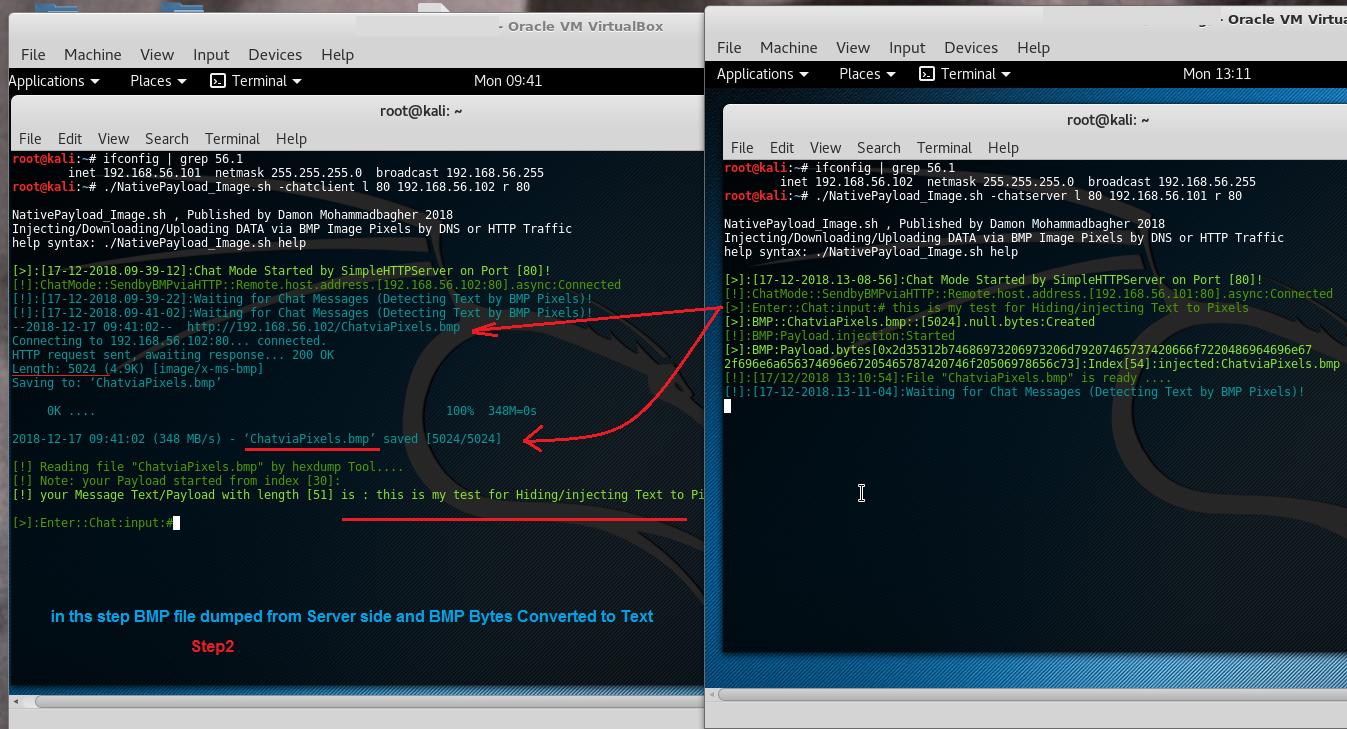 - Oracle VM VirtualBox
File Machine View Input Devices Help
Applications Places Terminal Mon 09:41
root@kali: ~
File Edit View Search Terminal Help
root@kali:~# ifconfig | grep 56.1
inet 192.168.56.101 netmask 255.255.255.0 broadcast 192.168.56.255
root@kali:~# ./NativePayload_Image.sh -chatclient l 80 192.168.56.102 r 80
NativePayload_Image.sh , Published by Damon Mohammadbagher 2018
Injecting/Downloading/Uploading DATA via BMP Image Pixels by DNS or HTTP Traffic
help syntax: ./NativePayload_Image.sh help
[>]:[17-12-2018.09-39-12]:Chat Mode Started by SimpleHTTPServer on Port [80]!
[!]:ChatMode::SendbyBMPviaHTTP::Remote.host.address.[192.168.56.102:80].async:Connected
[!]:[17-12-2018.09-39-22]:Waiting for Chat Messages (Detecting Text by BMP Pixels)!
[!]:[17-12-2018.09-41-02]:Waiting for Chat Messages (Detecting Text by BMP Pixels)!
--2018-12-17 09:41:02-- http://192.168.56.102/ChatviaPixels.bmp
Connecting to 192.168.56.102:80... connected.
HTTP request sent, awaiting response... 200 OK
Length: 5024 (4.9K) [image/x-ms-bmp]
Saving to: ‘ChatviaPixels.bmp’
0K .... 100% 348M=0s
2018-12-17 09:41:02 (348 MB/s) - ‘ChatviaPixels.bmp’ saved [5024/5024]
[!] Reading file "ChatviaPixels.bmp" by hexdump Tool....
[!] Note: your Payload started from index [30]:
[!] your Message Text/Payload with length [51] is : this is my test for Hiding/injecting Text to Pi
[>]:Enter::Chat:input:#
in ths step BMP file dumped from Server side and BMP Bytes Converted to Text
Step2
- Oracle VM Virtua
File Machine View Input Devices Help
Applications Places Terminal Mon 13:11
root@kali: ~
File Edit View Search Terminal Help
root@kali:~# ifconfig | grep 56.1
inet 192.168.56.102 netmask 255.255.255.0 broadcast 192.168.56.255
root@kali:~# ./NativePayload_Image.sh -chatserver l 80 192.168.56.101 r 80
NativePayload_Image.sh , Published by Damon Mohammadbagher 2018
Injecting/Downloading/Uploading DATA via BMP Image Pixels by DNS or HTTP Traffic
help syntax: ./NativePayload_Image.sh help
[>]:[17-12-2018.13-08-56]:Chat Mode Started by SimpleHTTPServer on Port [80]!
[!]:ChatMode::SendbyBMPviaHTTP::Remote.host.address.[192.168.56.101:80].async:Connected
[>]:Enter::Chat:input:# this is my test for Hiding/injecting Text to Pixels
[>]:BMP::ChatviaPixels.bmp::[5024].null.bytes:Created
[!]:BMP:Payload.injection:Started
[>]:BMP:Payload.bytes[0x2d35312b74686973206973206d79207465737420666f7220486964696e67
2f696e6a656374696e67205465787420746f20506978656c73]:Index[54]:injected:ChatviaPixels.bmp
[!]:[17/12/2018 13:10:54]:File "ChatviaPixels.bmp" is ready ....
[!]:[17-12-2018.13-11-04]:Waiting for Chat Messages (Detecting Text by BMP Pixels)!